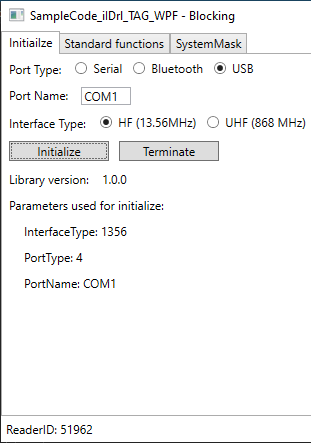 SampleCode_iIDrl_TAG_WPF - Blocking
Initiailze Standard functions SystemMask
Port Type: Serial Bluetooth USB
Port Name: COM1
Interface Type: HF (13.56MHz) UHF (868 MHz)
Initialize Terminate
Library version: 1.0.0
Parameters used for initialize:
InterfaceType: 1356
PortType: 4
PortName: COM1
ReaderID: 51962